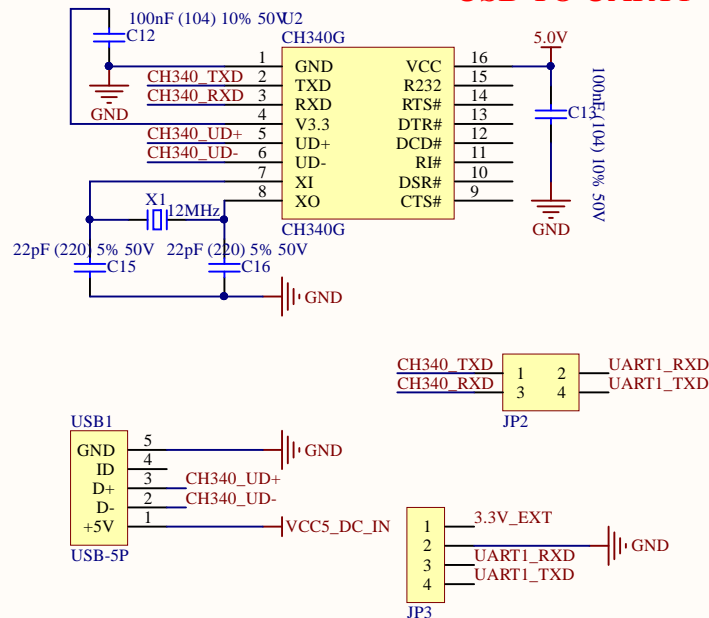 100nF (104) 10% 50V
U2
C12
CH340G
GND
1 GND VCC 16
CH340_TXD 2 TXD R232 15
CH340_RXD 3 RXD RTS# 14
4 V3.3 DTR# 13
CH340_UD+ 5 UD+ DCD# 12
CH340_UD- 6 UD- RI# 11
7 XI DSR# 10
8 XO CTS# 9
CH340G
5.0V
C13
100nF (104) 10% 50V
GND
X1
12MHz
22pF (220) 5% 50V
C15
22pF (220) 5% 50V
C16
GND
CH340_TXD 1 2 UART1_RXD
CH340_RXD 3 4 UART1_TXD
JP2
USB1
GND 5 GND
ID 4
D+ 3 CH340_UD+
D- 2 CH340_UD-
+5V 1 VCC5_DC_IN
USB-5P
1 3.3V_EXT
2 GND
3 UART1_RXD
4 UART1_TXD
JP3